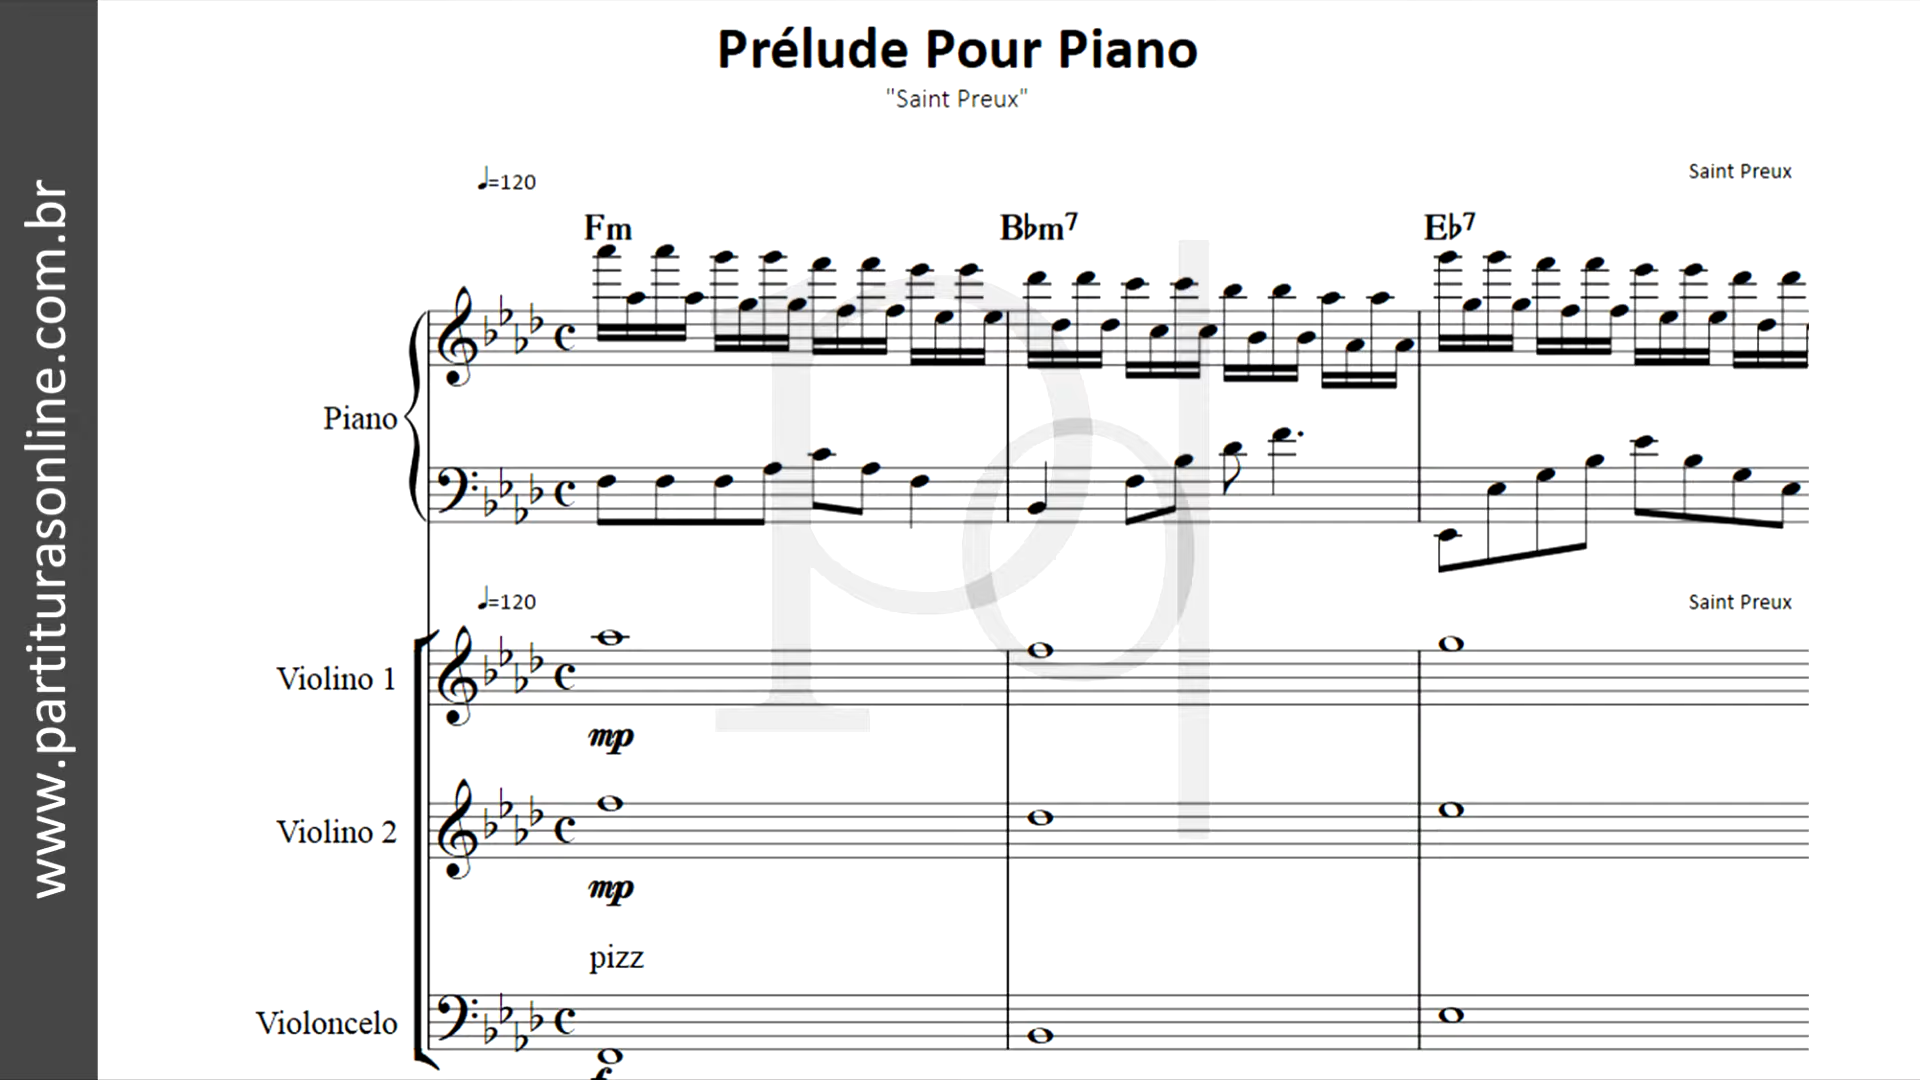 www.partiturasonline.com.br
Prélude Pour Piano
"Saint Preux"
♩=120
Saint Preux
Fm B♭m7 E♭7
Piano
♩=120
Saint Preux
Violino 1
mp
Violino 2
mp
pizz
Violoncelo
f